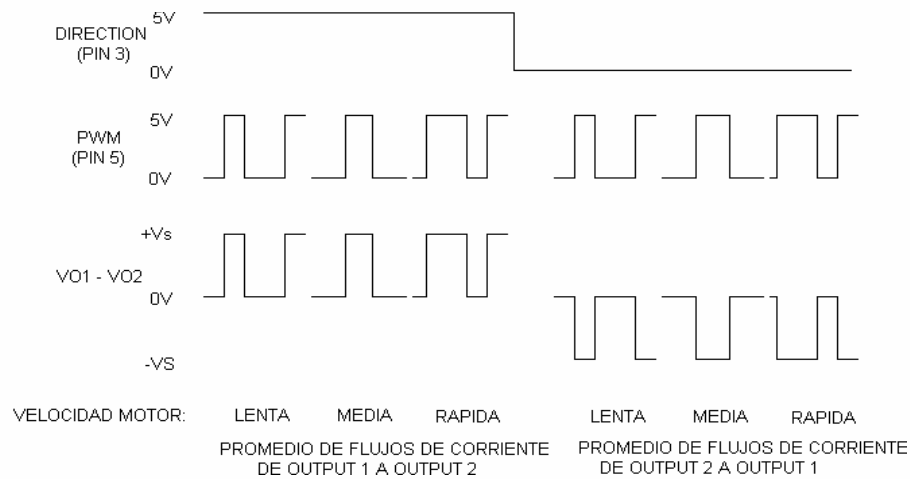 5V
DIRECTION
(PIN 3)
0V
5V
PWM
(PIN 5)
0V
+Vs
VO1 - VO2
0V
-VS
VELOCIDAD MOTOR: LENTA MEDIA RAPIDA LENTA MEDIA RAPIDA
PROMEDIO DE FLUJOS DE CORRIENTE
DE OUTPUT 1 A OUTPUT 2
PROMEDIO DE FLUJOS DE CORRIENTE
DE OUTPUT 2 A OUTPUT 1